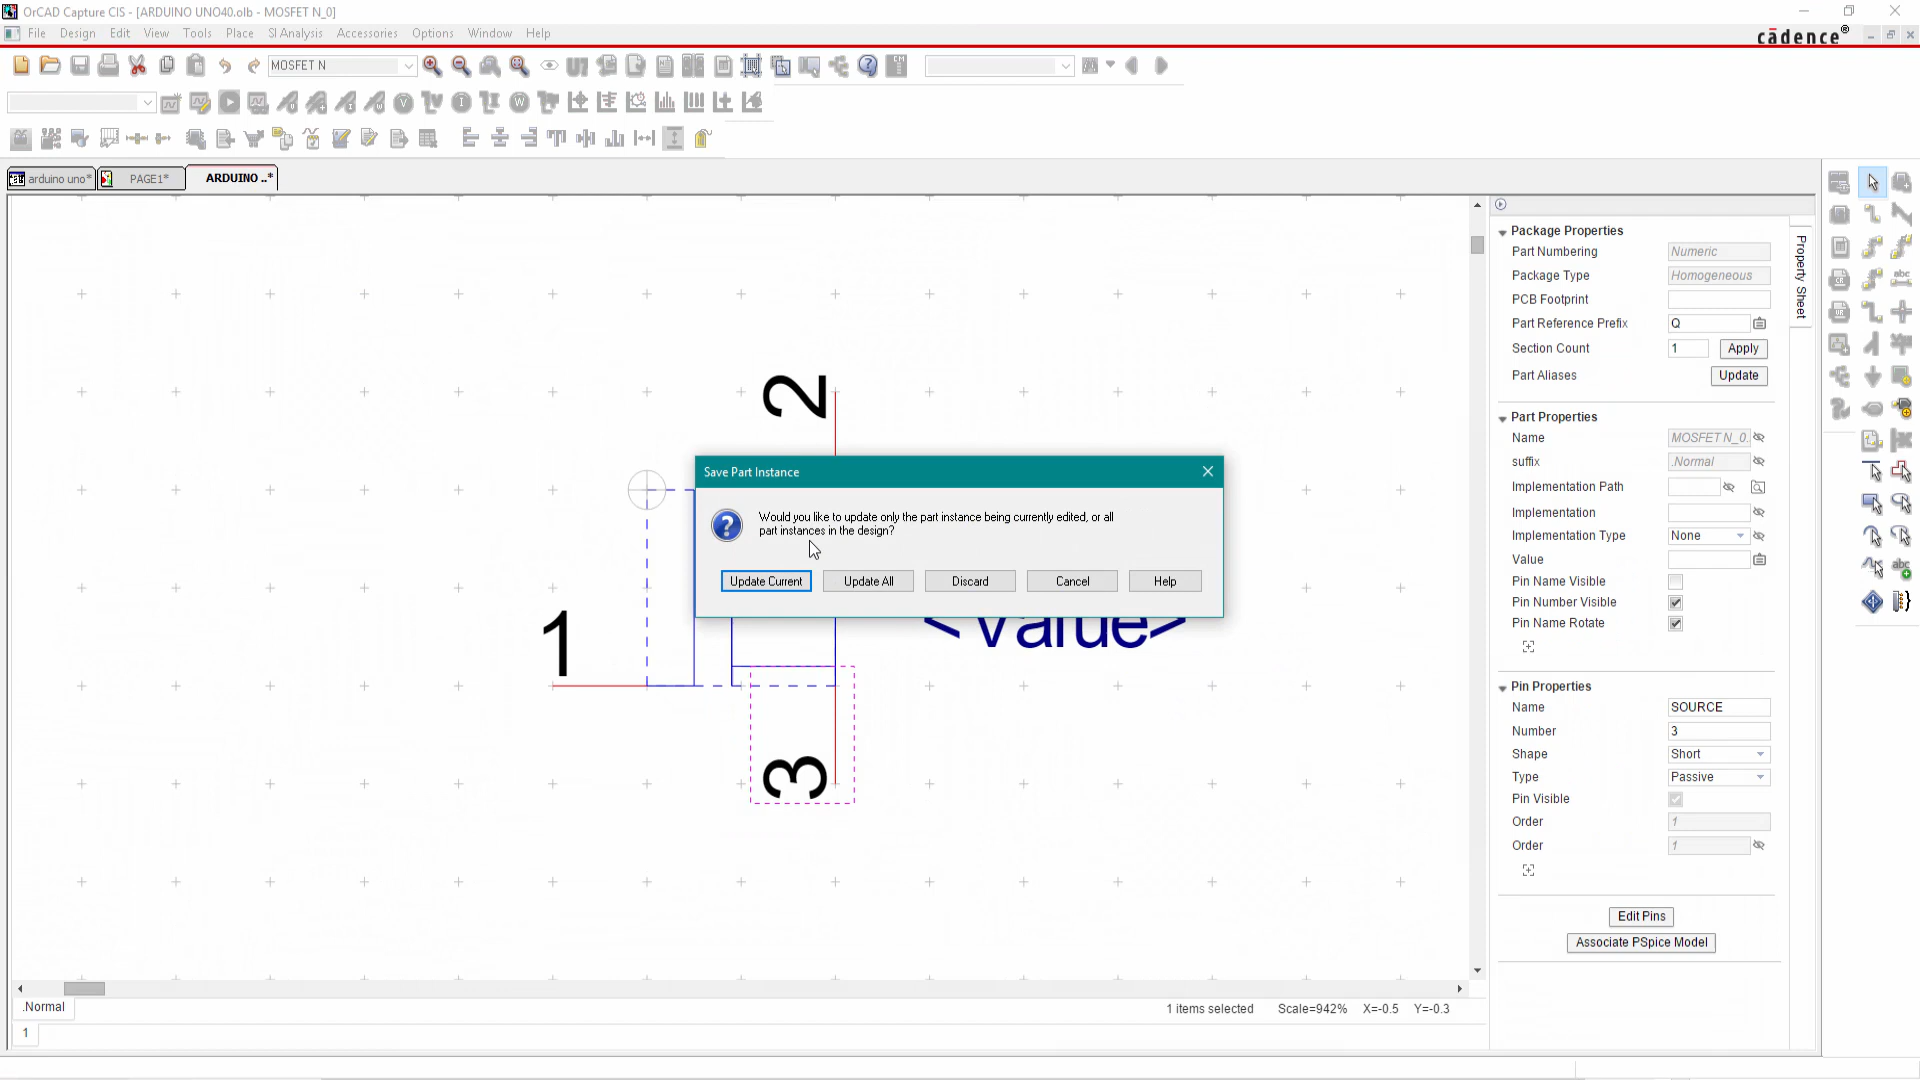 OrCAD Capture CIS - [ARDUINO UNO40.olb - MOSFET N_0]
File Design Edit View Tools Place SI Analysis Accessories Options Window Help
cādence®
MOSFET N
arduino uno* PAGE1* ARDUINO ..*
Property Sheet
Package Properties
Part Numbering Numeric
Package Type Homogeneous
PCB Footprint
Part Reference Prefix Q
Section Count 1 Apply
Part Aliases Update
Part Properties
Name MOSFET N_0.
suffix .Normal
Implementation Path
Implementation
Implementation Type None
Value
Pin Name Visible
Pin Number Visible
Pin Name Rotate
Pin Properties
Name SOURCE
Number 3
Shape Short
Type Passive
Pin Visible
Order 1
Order 1
Edit Pins
Associate PSpice Model
2
Save Part Instance
Would you like to update only the part instance being currently edited, or all
part instances in the design?
Update Current Update All Discard Cancel Help
1
<Value>
3
.Normal
1 items selected Scale=942% X=-0.5 Y=-0.3
1